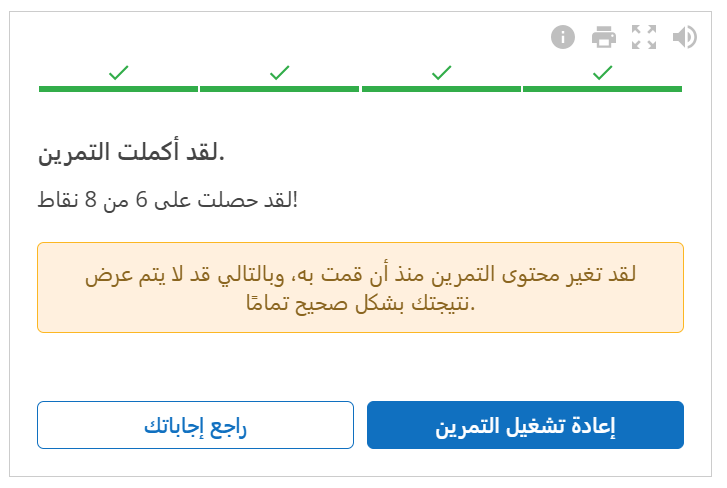 لقد أكملت التمرين.
لقد حصلت على 6 من 8 نقاط!
لقد تغير محتوى التمرين منذ أن قمت به، وبالتالي قد لا يتم عرض
نتيجتك بشكل صحيح تمامًا.
إعادة تشغيل التمرين
راجع إجاباتك